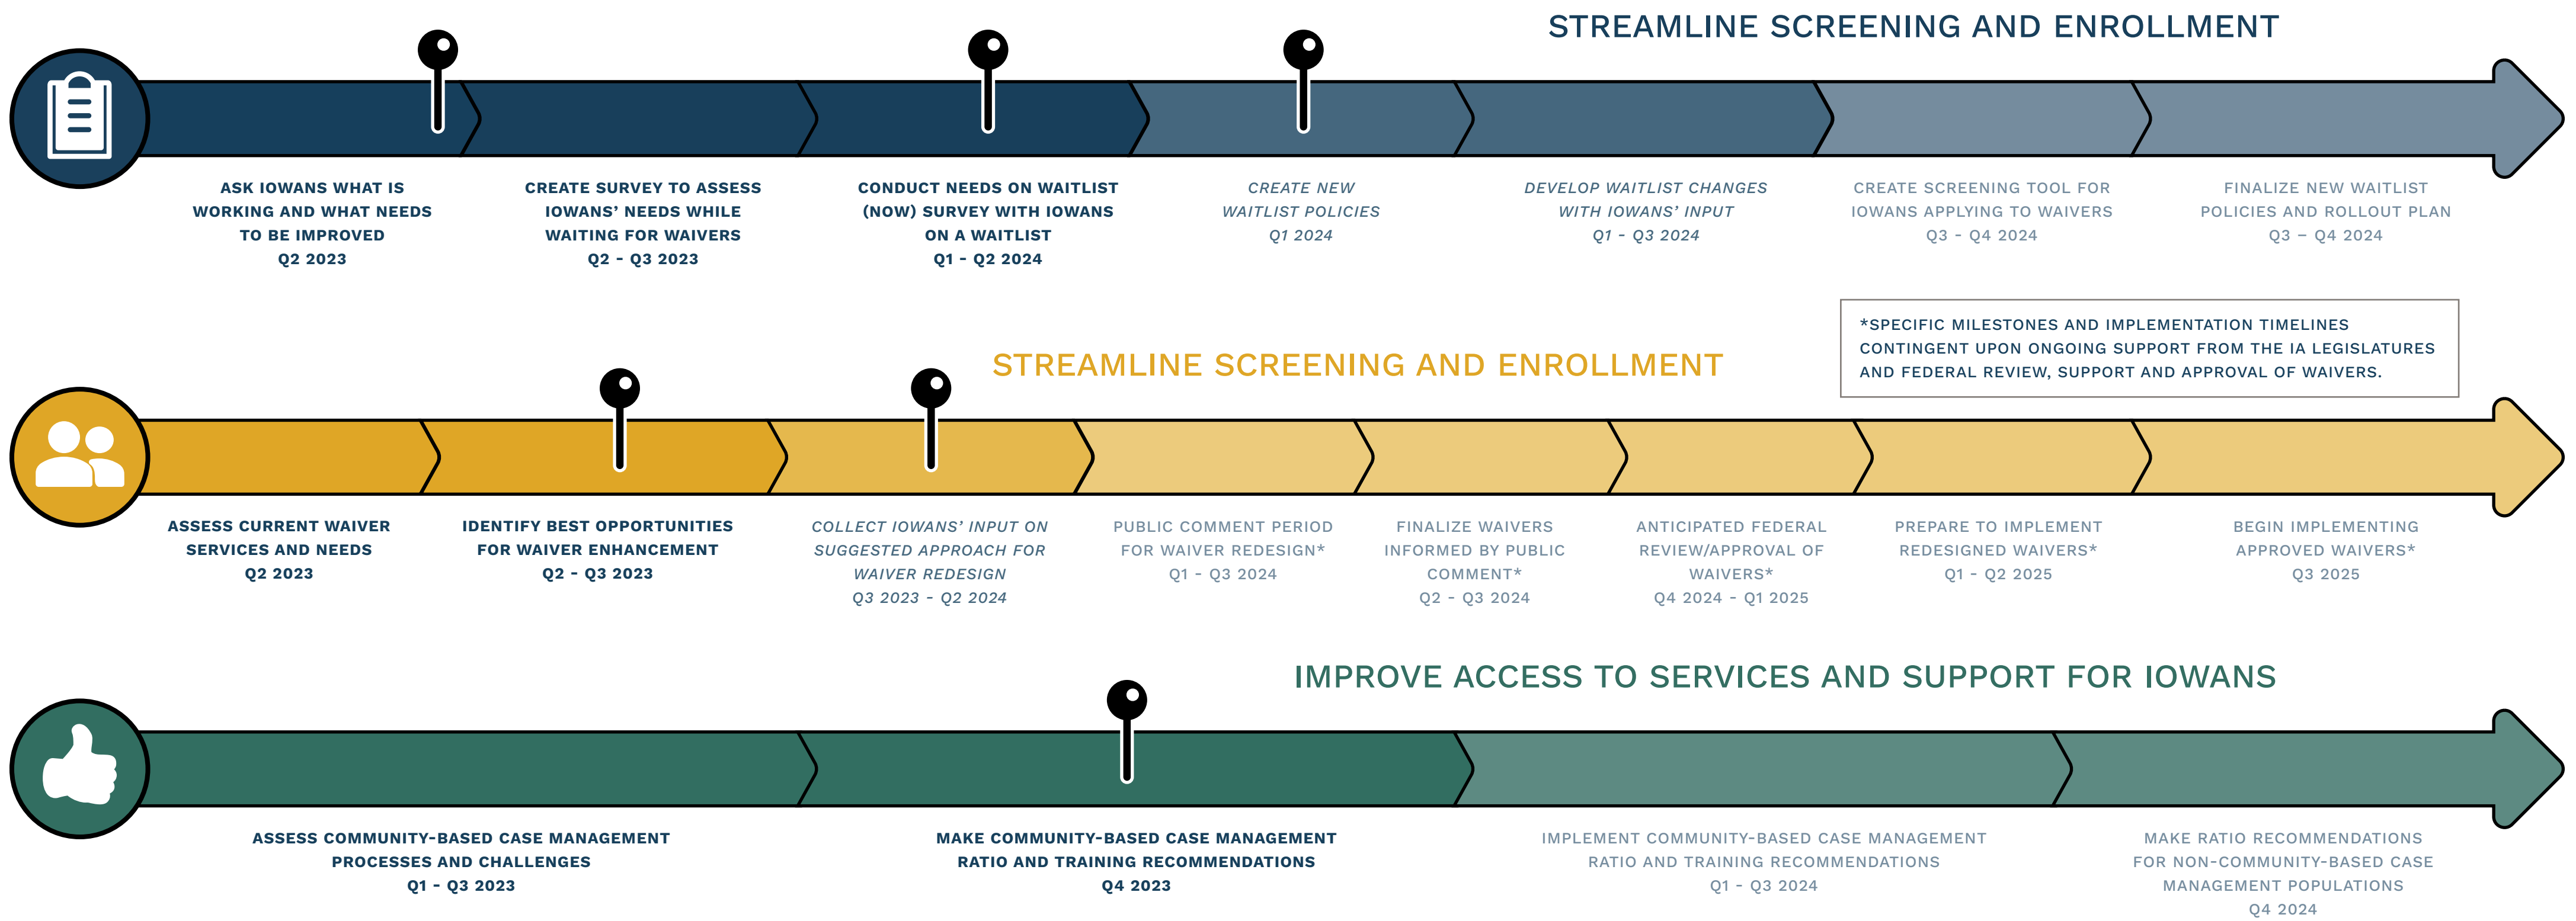 STREAMLINE SCREENING AND ENROLLMENT
ASK IOWANS WHAT IS
WORKING AND WHAT NEEDS
TO BE IMPROVED
Q2 2023
CREATE SURVEY TO ASSESS
IOWANS’ NEEDS WHILE
WAITING FOR WAIVERS
Q2 - Q3 2023
CONDUCT NEEDS ON WAITLIST
(NOW) SURVEY WITH IOWANS
ON A WAITLIST
Q1 - Q2 2024
CREATE NEW
WAITLIST POLICIES
Q1 2024
DEVELOP WAITLIST CHANGES
WITH IOWANS’ INPUT
Q1 - Q3 2024
CREATE SCREENING TOOL FOR
IOWANS APPLYING TO WAIVERS
Q3 - Q4 2024
FINALIZE NEW WAITLIST
POLICIES AND ROLLOUT PLAN
Q3 – Q4 2024
*SPECIFIC MILESTONES AND IMPLEMENTATION TIMELINES
CONTINGENT UPON ONGOING SUPPORT FROM THE IA LEGISLATURES
AND FEDERAL REVIEW, SUPPORT AND APPROVAL OF WAIVERS.
STREAMLINE SCREENING AND ENROLLMENT
ASSESS CURRENT WAIVER
SERVICES AND NEEDS
Q2 2023
IDENTIFY BEST OPPORTUNITIES
FOR WAIVER ENHANCEMENT
Q2 - Q3 2023
COLLECT IOWANS’ INPUT ON
SUGGESTED APPROACH FOR
WAIVER REDESIGN
Q3 2023 - Q2 2024
PUBLIC COMMENT PERIOD
FOR WAIVER REDESIGN*
Q1 - Q3 2024
FINALIZE WAIVERS
INFORMED BY PUBLIC
COMMENT*
Q2 - Q3 2024
ANTICIPATED FEDERAL
REVIEW/APPROVAL OF
WAIVERS*
Q4 2024 - Q1 2025
PREPARE TO IMPLEMENT
REDESIGNED WAIVERS*
Q1 - Q2 2025
BEGIN IMPLEMENTING
APPROVED WAIVERS*
Q3 2025
IMPROVE ACCESS TO SERVICES AND SUPPORT FOR IOWANS
ASSESS COMMUNITY-BASED CASE MANAGEMENT
PROCESSES AND CHALLENGES
Q1 - Q3 2023
MAKE COMMUNITY-BASED CASE MANAGEMENT
RATIO AND TRAINING RECOMMENDATIONS
Q4 2023
IMPLEMENT COMMUNITY-BASED CASE MANAGEMENT
RATIO AND TRAINING RECOMMENDATIONS
Q1 - Q3 2024
MAKE RATIO RECOMMENDATIONS
FOR NON-COMMUNITY-BASED CASE
MANAGEMENT POPULATIONS
Q4 2024